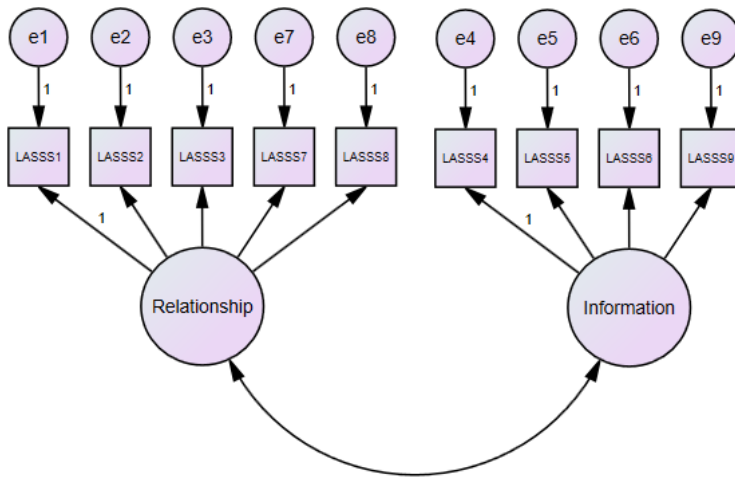 e1 e2 e3 e7 e8 e4 e5 e6 e9
1 1 1 1 1 1 1 1 1
LASSS1 LASSS2 LASSS3 LASSS7 LASSS8 LASSS4 LASSS5 LASSS6 LASSS9
1 1
Relationship Information